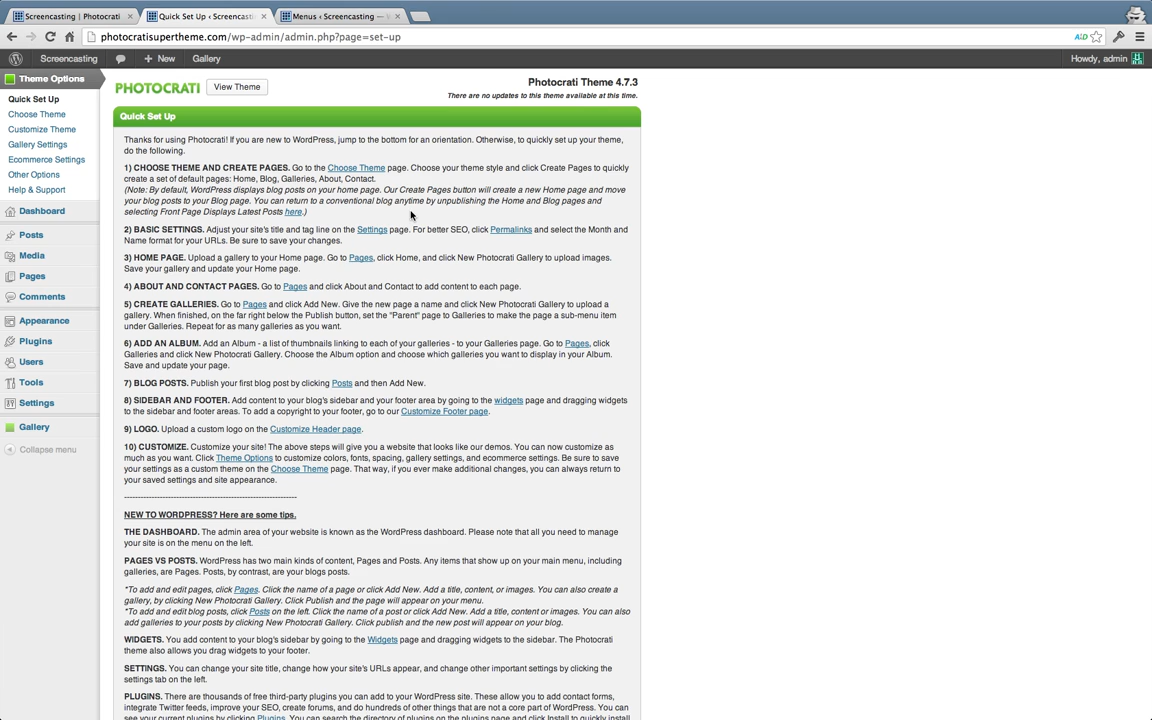 Screencasting | Photocrati
Quick Set Up ‹ Screencasti
Menus ‹ Screencasting —
photocratisupertheme.com/wp-admin/admin.php?page=set-up
Screencasting
+ New
Gallery
Howdy, admin
Theme Options
Quick Set Up
Choose Theme
Customize Theme
Gallery Settings
Ecommerce Settings
Other Options
Help & Support
Dashboard
Posts
Media
Pages
Comments
Appearance
Plugins
Users
Tools
Settings
Gallery
Collapse menu
PHOTOCRATI
View Theme
Photocrati Theme 4.7.3
There are no updates to this theme available at this time.
Quick Set Up
Thanks for using Photocrati! If you are new to WordPress, jump to the bottom for an orientation. Otherwise, to quickly set up your theme,
do the following.
1) CHOOSE THEME AND CREATE PAGES. Go to the Choose Theme page. Choose your theme style and click Create Pages to quickly
create a set of default pages: Home, Blog, Galleries, About, Contact.
(Note: By default, WordPress displays blog posts on your home page. Our Create Pages button will create a new Home page and move
your blog posts to your Blog page. You can return to a conventional blog anytime by unpublishing the Home and Blog pages and
selecting Front Page Displays Latest Posts here.)
2) BASIC SETTINGS. Adjust your site's title and tag line on the Settings page. For better SEO, click Permalinks and select the Month and
Name format for your URLs. Be sure to save your changes.
3) HOME PAGE. Upload a gallery to your Home page. Go to Pages, click Home, and click New Photocrati Gallery to upload images.
Save your gallery and update your Home page.
4) ABOUT AND CONTACT PAGES. Go to Pages and click About and Contact to add content to each page.
5) CREATE GALLERIES. Go to Pages and click Add New. Give the new page a name and click New Photocrati Gallery to upload a
gallery. When finished, on the far right below the Publish button, set the "Parent" page to Galleries to make the page a sub-menu item
under Galleries. Repeat for as many galleries as you want.
6) ADD AN ALBUM. Add an Album - a list of thumbnails linking to each of your galleries - to your Galleries page. Go to Pages, click
Galleries and click New Photocrati Gallery. Choose the Album option and choose which galleries you want to display in your Album.
Save and update your page.
7) BLOG POSTS. Publish your first blog post by clicking Posts and then Add New.
8) SIDEBAR AND FOOTER. Add content to your blog's sidebar and your footer area by going to the widgets page and dragging widgets
to the sidebar and footer areas. To add a copyright to your footer, go to our Customize Footer page.
9) LOGO. Upload a custom logo on the Customize Header page.
10) CUSTOMIZE. Customize your site! The above steps will give you a website that looks like our demos. You can now customize as
much as you want. Click Theme Options to customize colors, fonts, spacing, gallery settings, and ecommerce settings. Be sure to save
your settings as a custom theme on the Choose Theme page. That way, if you ever make additional changes, you can always return to
your saved settings and site appearance.
------------------------------------------------------------
NEW TO WORDPRESS? Here are some tips.
THE DASHBOARD. The admin area of your website is known as the WordPress dashboard. Please note that all you need to manage
your site is on the menu on the left.
PAGES VS POSTS. WordPress has two main kinds of content, Pages and Posts. Any items that show up on your main menu, including
galleries, are Pages. Posts, by contrast, are your blogs posts.
*To add and edit pages, click Pages. Click the name of a page or click Add New. Add a title, content, or images. You can also create a
gallery, by clicking New Photocrati Gallery. Click Publish and the page will appear on your menu.
*To add and edit blog posts, click Posts on the left. Click the name of a post or click Add New. Add a title, content or images. You can also
add galleries to your posts by clicking New Photocrati Gallery. Click publish and the new post will appear on your blog.
WIDGETS. You add content to your blog's sidebar by going to the Widgets page and dragging widgets to the sidebar. The Photocrati
theme also allows you drag widgets to your footer.
SETTINGS. You can change your site title, change how your site's URLs appear, and change other important settings by clicking the
settings tab on the left.
PLUGINS. There are thousands of free third-party plugins you can add to your WordPress site. These allow you to add contact forms,
integrate Twitter feeds, improve your SEO, create forums, and do hundreds of other things that are not a core part of WordPress. You can
see your current plugins by clicking Plugins. You can search the directory of plugins on the plugins page and click Install to quickly install